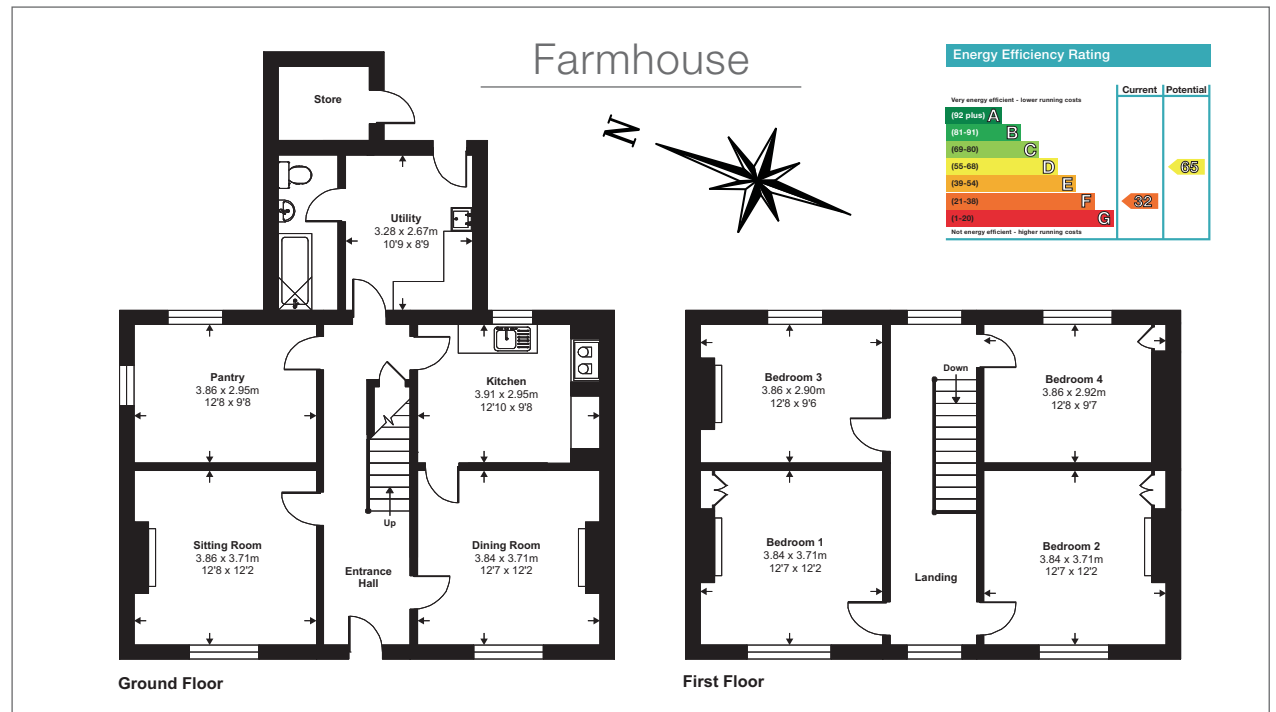 Farmhouse
N
Energy Efficiency Rating
Current Potential
Very energy efficient - lower running costs
(92 plus) A
(81-91) B
(69-80) C
(55-68) D
65
(39-54) E
(21-38) F
32
(1-20) G
Not energy efficient - higher running costs
Store
Utility
3.28 x 2.67m
10'9 x 8'9
Pantry
3.86 x 2.95m
12'8 x 9'8
Kitchen
3.91 x 2.95m
12'10 x 9'8
Up
Sitting Room
3.86 x 3.71m
12'8 x 12'2
Entrance
Hall
Dining Room
3.84 x 3.71m
12'7 x 12'2
Ground Floor
Bedroom 3
3.86 x 2.90m
12'8 x 9'6
Down
Bedroom 4
3.86 x 2.92m
12'8 x 9'7
Bedroom 1
3.84 x 3.71m
12'7 x 12'2
Landing
Bedroom 2
3.84 x 3.71m
12'7 x 12'2
First Floor